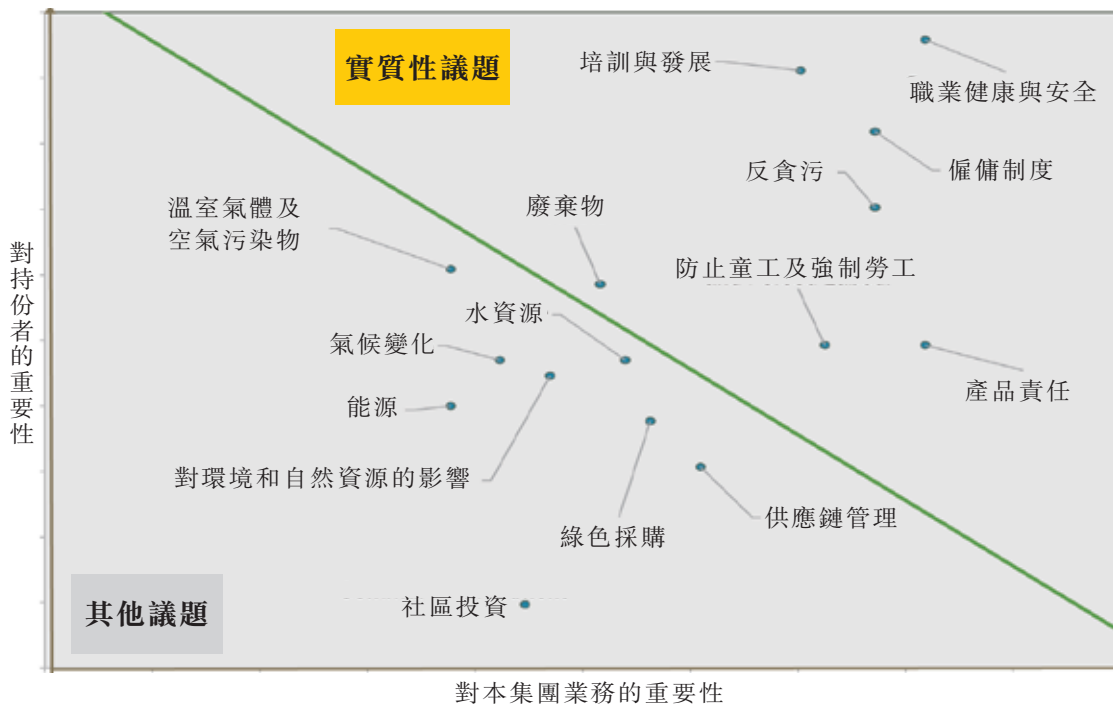 實質性議題
培訓與發展
職業健康與安全
反貪污
僱傭制度
溫室氣體及
空氣污染物
廢棄物
防止童工及強制勞工
水資源
氣候變化
產品責任
能源
對環境和自然資源的影響
綠色採購
供應鏈管理
其他議題
社區投資
對持份者的重要性
對本集團業務的重要性